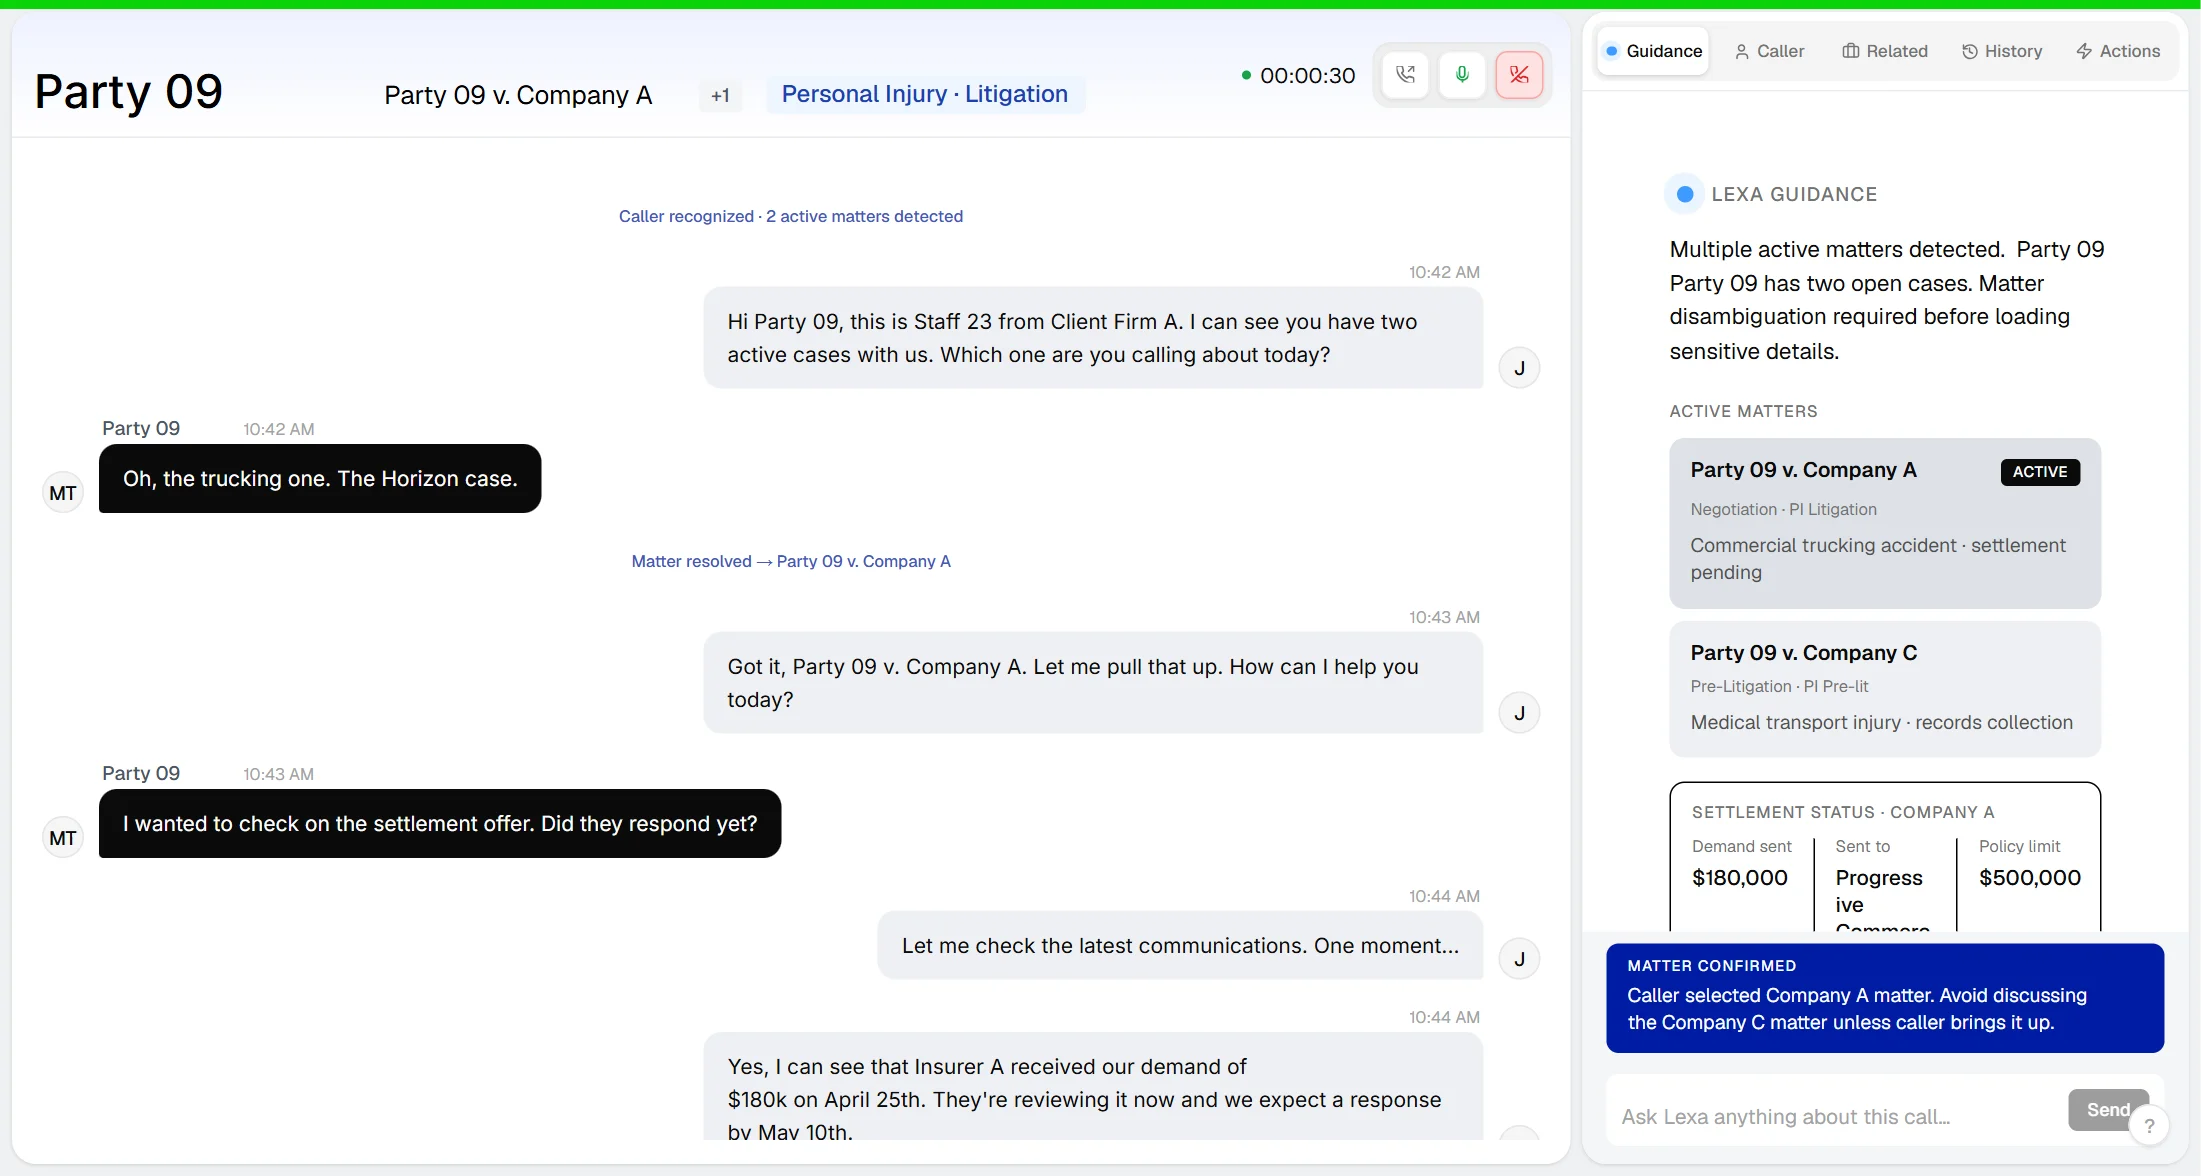 Party 09
Party 09 v. Company A
+1
Personal Injury · Litigation
00:00:30
Caller recognized · 2 active matters detected
10:42 AM
Hi Party 09, this is Staff 23 from Client Firm A. I can see you have two
active cases with us. Which one are you calling about today?
J
Party 09
10:42 AM
MT
Oh, the trucking one. The Horizon case.
Matter resolved → Party 09 v. Company A
10:43 AM
Got it, Party 09 v. Company A. Let me pull that up. How can I help you
today?
J
Party 09
10:43 AM
MT
I wanted to check on the settlement offer. Did they respond yet?
10:44 AM
Let me check the latest communications. One moment...
J
10:44 AM
Yes, I can see that Insurer A received our demand of
$180k on April 25th. They're reviewing it now and we expect a response
by May 10th.
Guidance
Caller
Related
History
Actions
LEXA GUIDANCE
Multiple active matters detected. Party 09
Party 09 has two open cases. Matter
disambiguation required before loading
sensitive details.
ACTIVE MATTERS
Party 09 v. Company A
ACTIVE
Negotiation · PI Litigation
Commercial trucking accident · settlement
pending
Party 09 v. Company C
Pre-Litigation · PI Pre-lit
Medical transport injury · records collection
SETTLEMENT STATUS · COMPANY A
Demand sent
$180,000
Sent to
Progress
ive
Commerc
Policy limit
$500,000
MATTER CONFIRMED
Caller selected Company A matter. Avoid discussing
the Company C matter unless caller brings it up.
Ask Lexa anything about this call...
Send
?